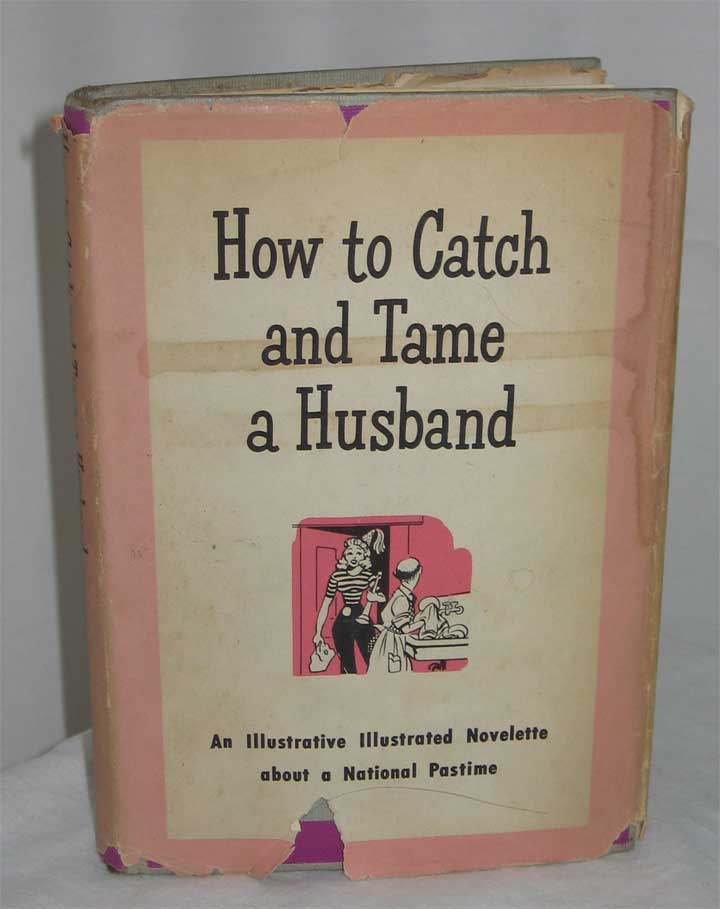 How to Catch
and Tame
a Husband
An Illustrative Illustrated Novelette
about a National Pastime